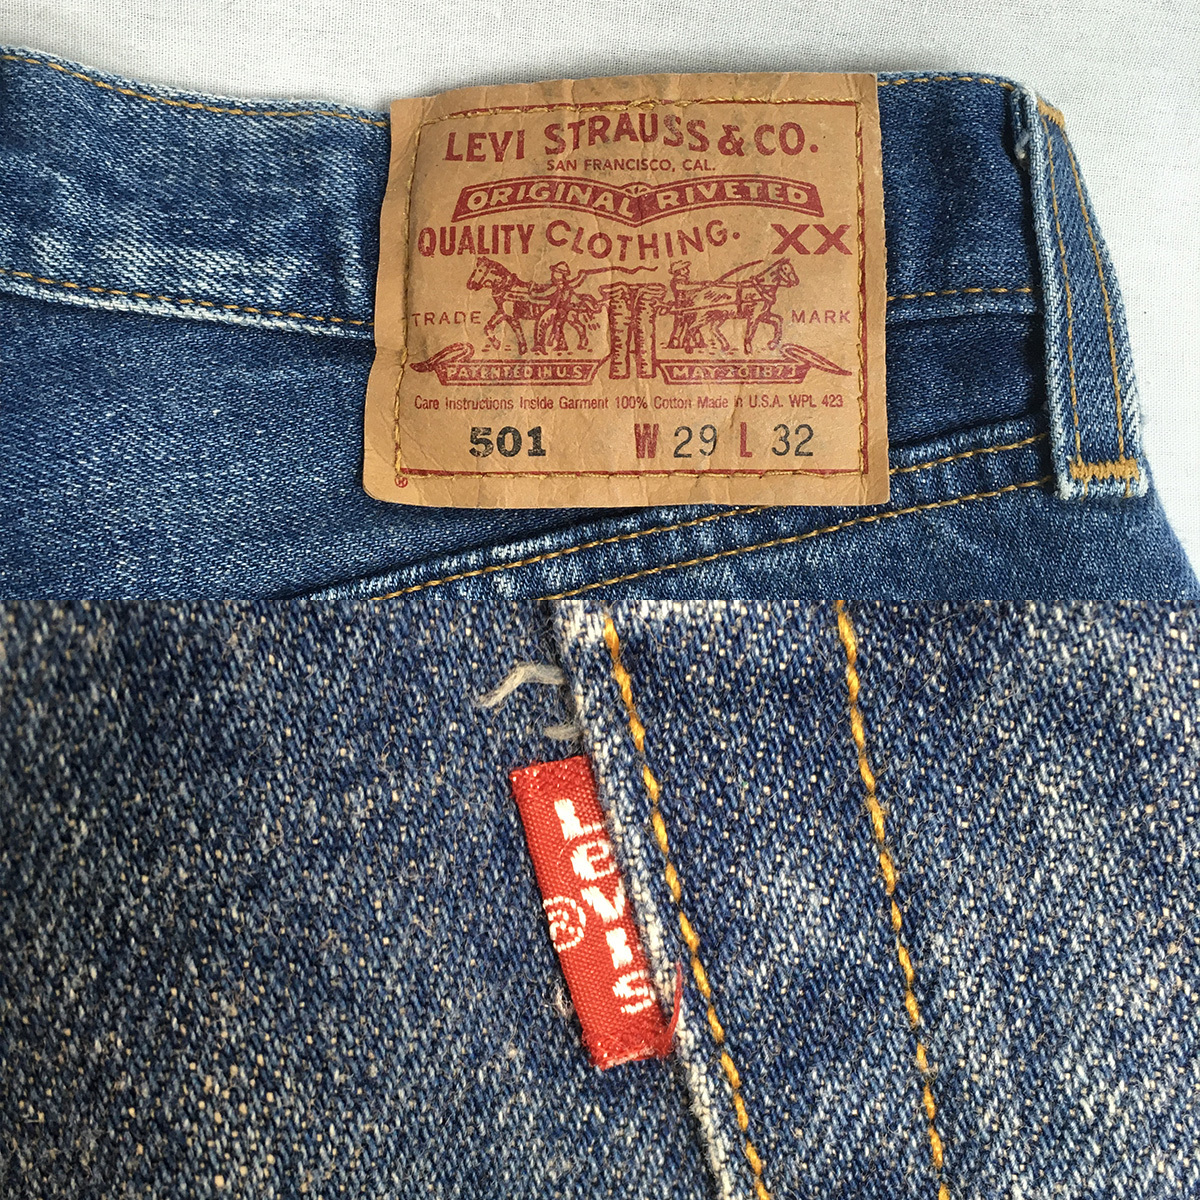 LEVI STRAUSS & CO.
SAN FRANCISCO, CAL.
ORIGINAL RIVETED
QUALITY CLOTHING. XX
TRADE MARK
PATENTED IN U.S. MAY 20 1873
Care Instructions Inside Garment 100% Cotton Made in U.S.A. WPL 423
501 W 29 L 32
®
LeVI'S
®